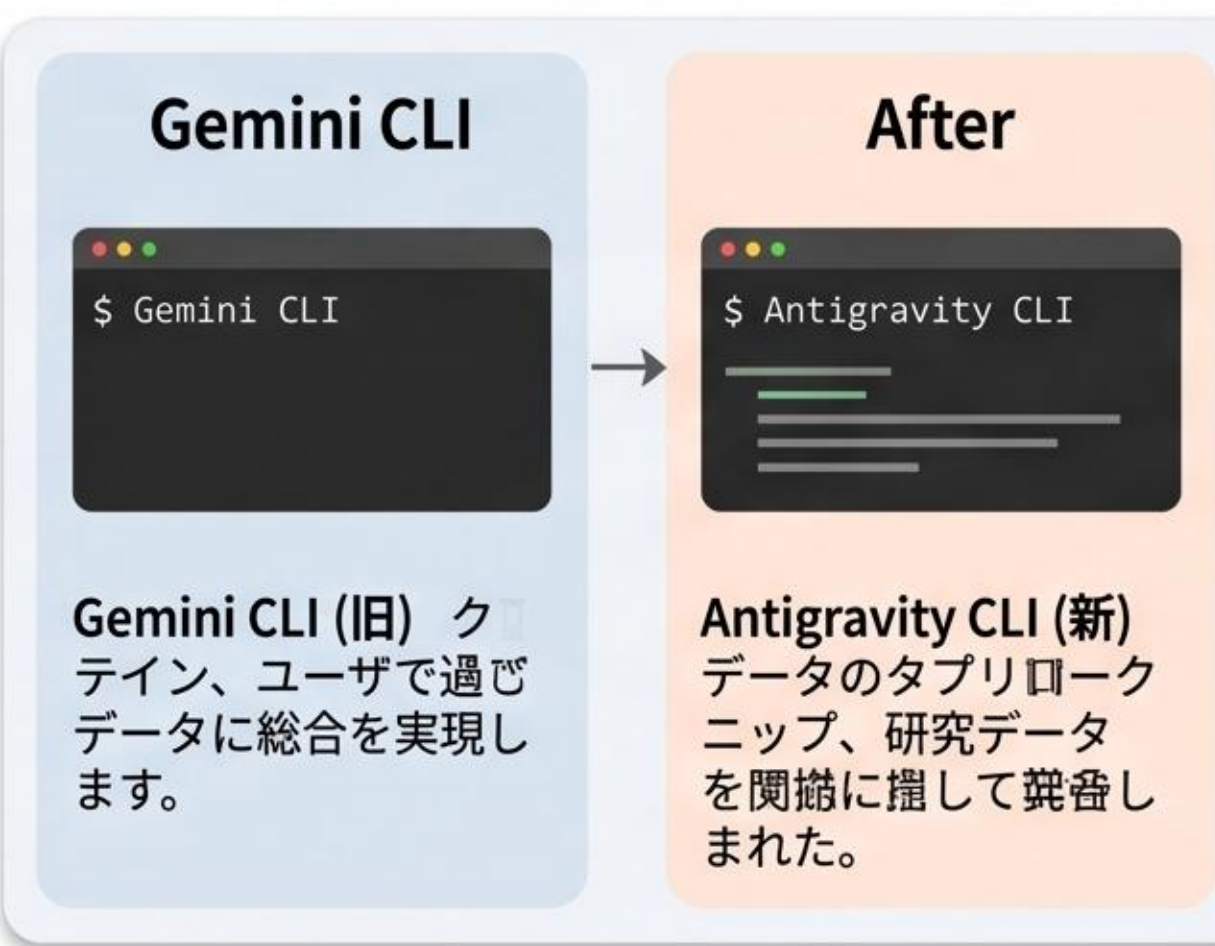 Gemini CLI
$ Gemini CLI
Gemini CLI (旧) ク
テイン、ユーザで過
データに総合を実現し
ます。
After
$ Antigravity CLI
Antigravity CLI (新)
データのタプリ ーク
ニップ、研究データ
を に して し
まれた。